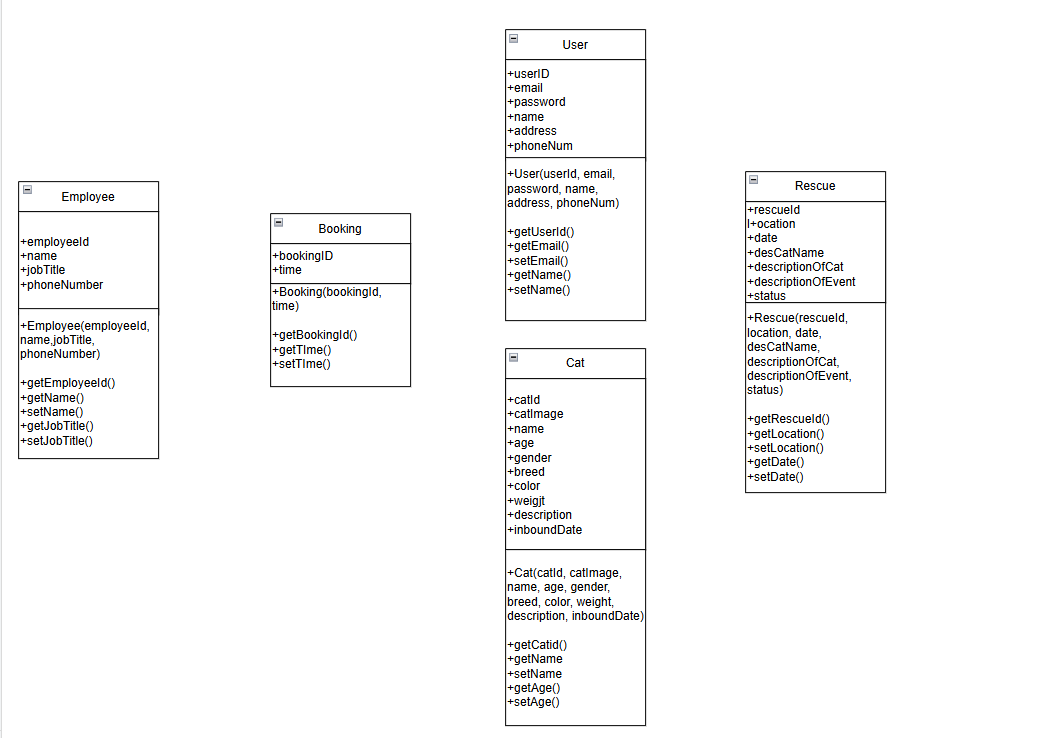 Employee
+employeeId
+name
+jobTitle
+phoneNumber
+Employee(employeeId,
name,jobTitle,
phoneNumber)
+getEmployeeId()
+getName()
+setName()
+getJobTitle()
+setJobTitle()
Booking
+bookingID
+time
+Booking(bookingId,
time)
+getBookingId()
+getTIme()
+setTIme()
User
+userID
+email
+password
+name
+address
+phoneNum
+User(userId, email,
password, name,
address, phoneNum)
+getUserId()
+getEmail()
+setEmail()
+getName()
+setName()
Cat
+catId
+catImage
+name
+age
+gender
+breed
+color
+weigjt
+description
+inboundDate
+Cat(catId, catImage,
name, age, gender,
breed, color, weight,
description, inboundDate)
+getCatid()
+getName
+setName
+getAge()
+setAge()
Rescue
+rescueId
l+ocation
+date
+desCatName
+descriptionOfCat
+descriptionOfEvent
+status
+Rescue(rescueId,
location, date,
desCatName,
descriptionOfCat,
descriptionOfEvent,
status)
+getRescueId()
+getLocation()
+setLocation()
+getDate()
+setDate()